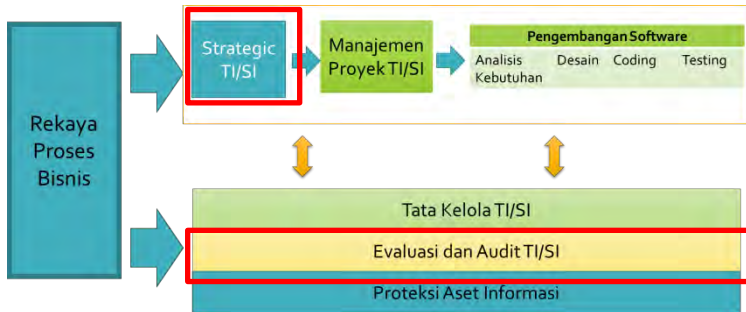 Rekaya
Proses
Bisnis
Strategic
TI/SI
Manajemen
Proyek TI/SI
Pengembangan Software
Analisis
Kebutuhan
Desain
Coding
Testing
Tata Kelola TI/SI
Evaluasi dan Audit TI/SI
Proteksi Aset Informasi